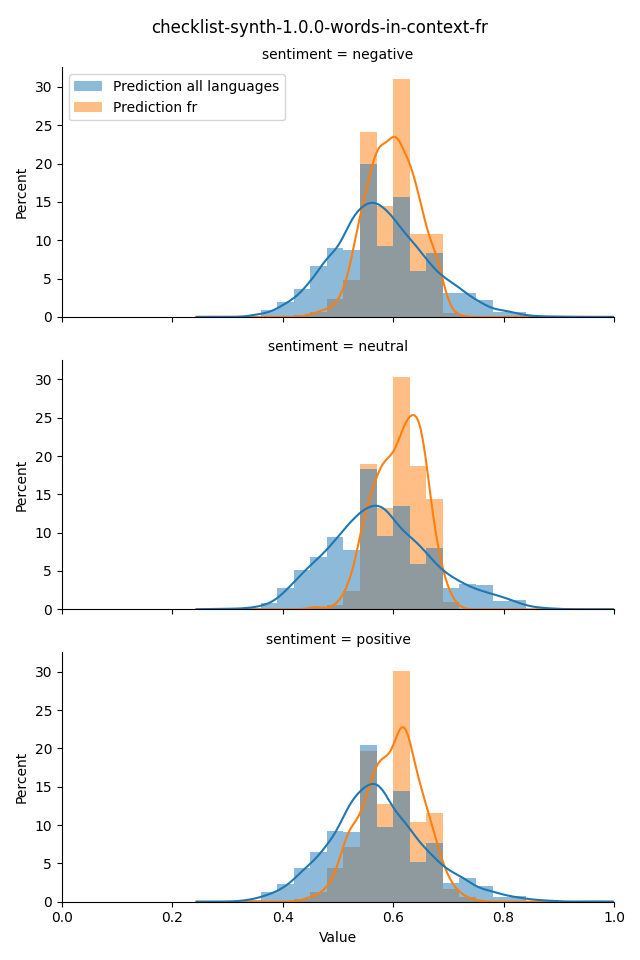 checklist-synth-1.0.0-words-in-context-fr
sentiment = negative
Prediction all languages
Prediction fr
30
25
20
15
10
5
0
Percent
sentiment = neutral
30
25
20
15
10
5
0
Percent
sentiment = positive
30
25
20
15
10
5
0
Percent
0.0 0.2 0.4 0.6 0.8 1.0
Value